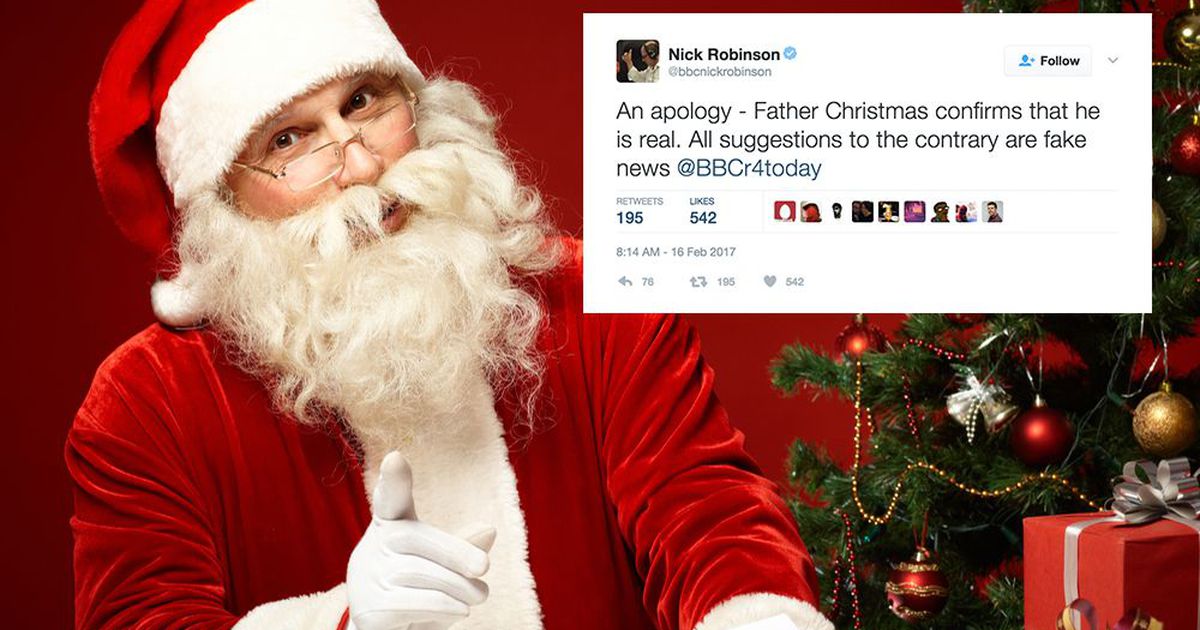 Nick Robinson
@bbcnickrobinson
Follow
An apology - Father Christmas confirms that he
is real. All suggestions to the contrary are fake
news @BBCr4today
RETWEETS LIKES
195 542
8:14 AM - 16 Feb 2017
76 195 542